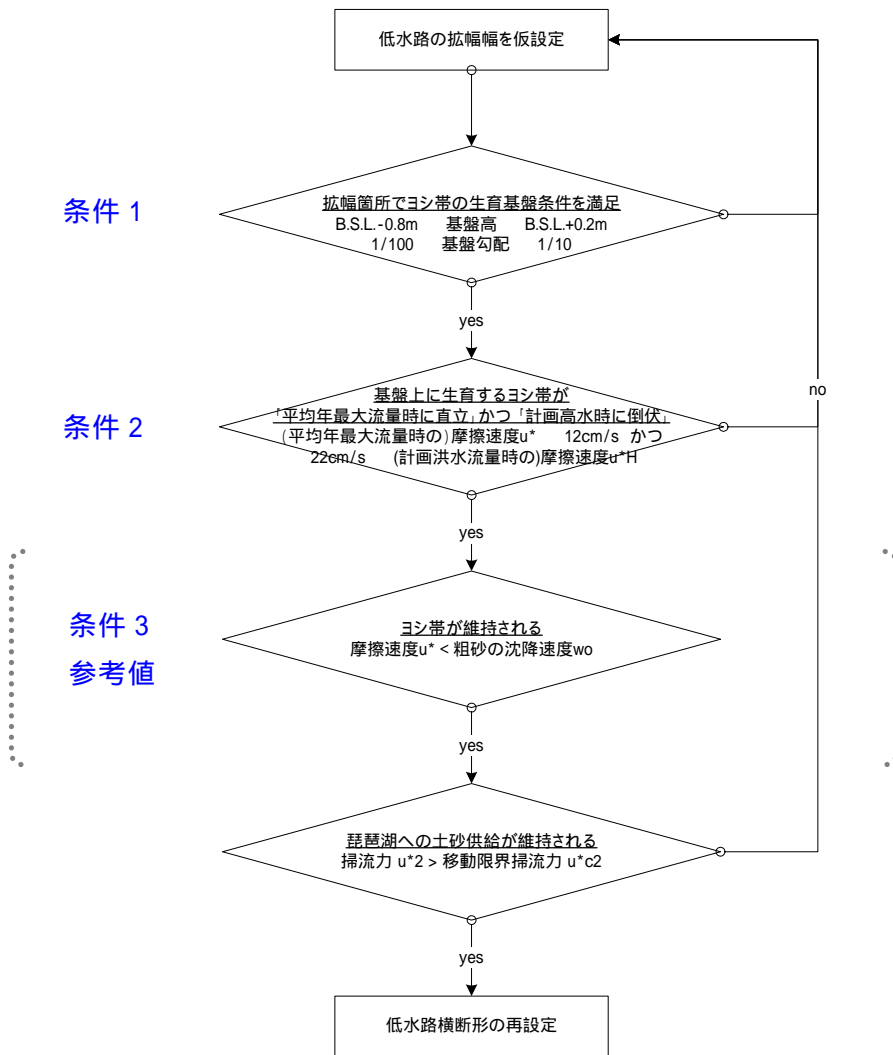 低水路の拡幅幅を仮設定
条件 1
拡幅箇所でヨシ帯の生育基盤条件を満足
B.S.L.-0.8m 基盤高 B.S.L.+0.2m
1/100 基盤勾配 1/10
yes
no
条件 2
基盤上に生育するヨシ帯が
「平均年最大流量時に直立」かつ「計画高水時に倒伏」
(平均年最大流量時の)摩擦速度u* 12cm/s かつ
22cm/s (計画洪水流量時の)摩擦速度u*H
yes
条件 3
参考値
ヨシ帯が維持される
摩擦速度u* < 粗砂の沈降速度wo
yes
琵琶湖への土砂供給が維持される
掃流力 u*2 > 移動限界掃流力 u*c2
yes
低水路横断形の再設定